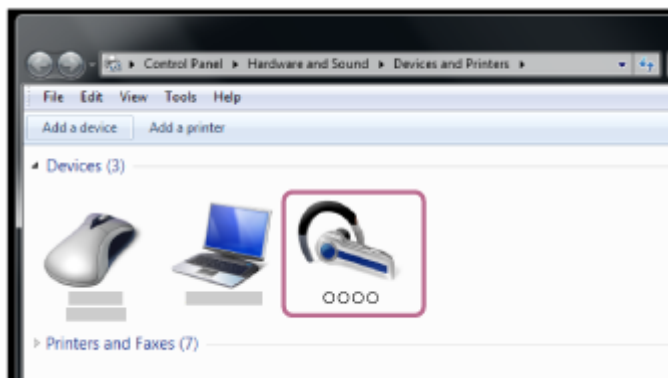 Control Panel ▸ Hardware and Sound ▸ Devices and Printers ▸
File Edit View Tools Help
Add a device Add a printer
Devices (3)
OOOO
Printers and Faxes (7)